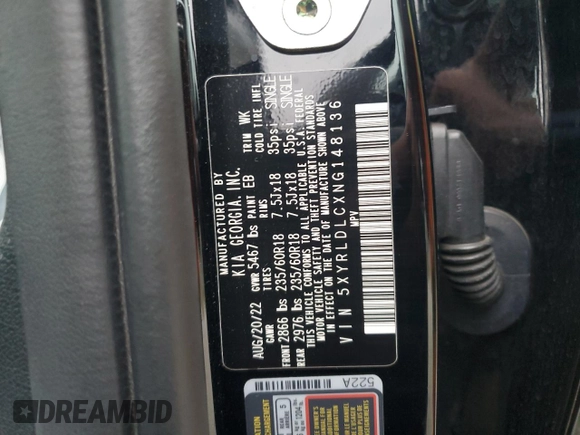 MANUFACTURED BY
KIA GEORGIA, INC.
AUG/20/22 GVWR 5467 lbs PAINT EB TRIM WK
GAWR TIRES RIMS COLD TIRE INFL
FRONT 2866 lbs 235/60R18 7.5Jx18 35psi SINGLE
REAR 2976 lbs 235/60R18 7.5Jx18 35psi SINGLE
THIS VEHICLE CONFORMS TO ALL APPLICABLE U.S.A. FEDERAL
MOTOR VEHICLE SAFETY AND THEFT PREVENTION STANDARDS
IN EFFECT ON THE DATE OF MANUFACTURE SHOWN ABOVE
VIN 5XYRLDLCXNG148136
MPV
522A
DREAMBID